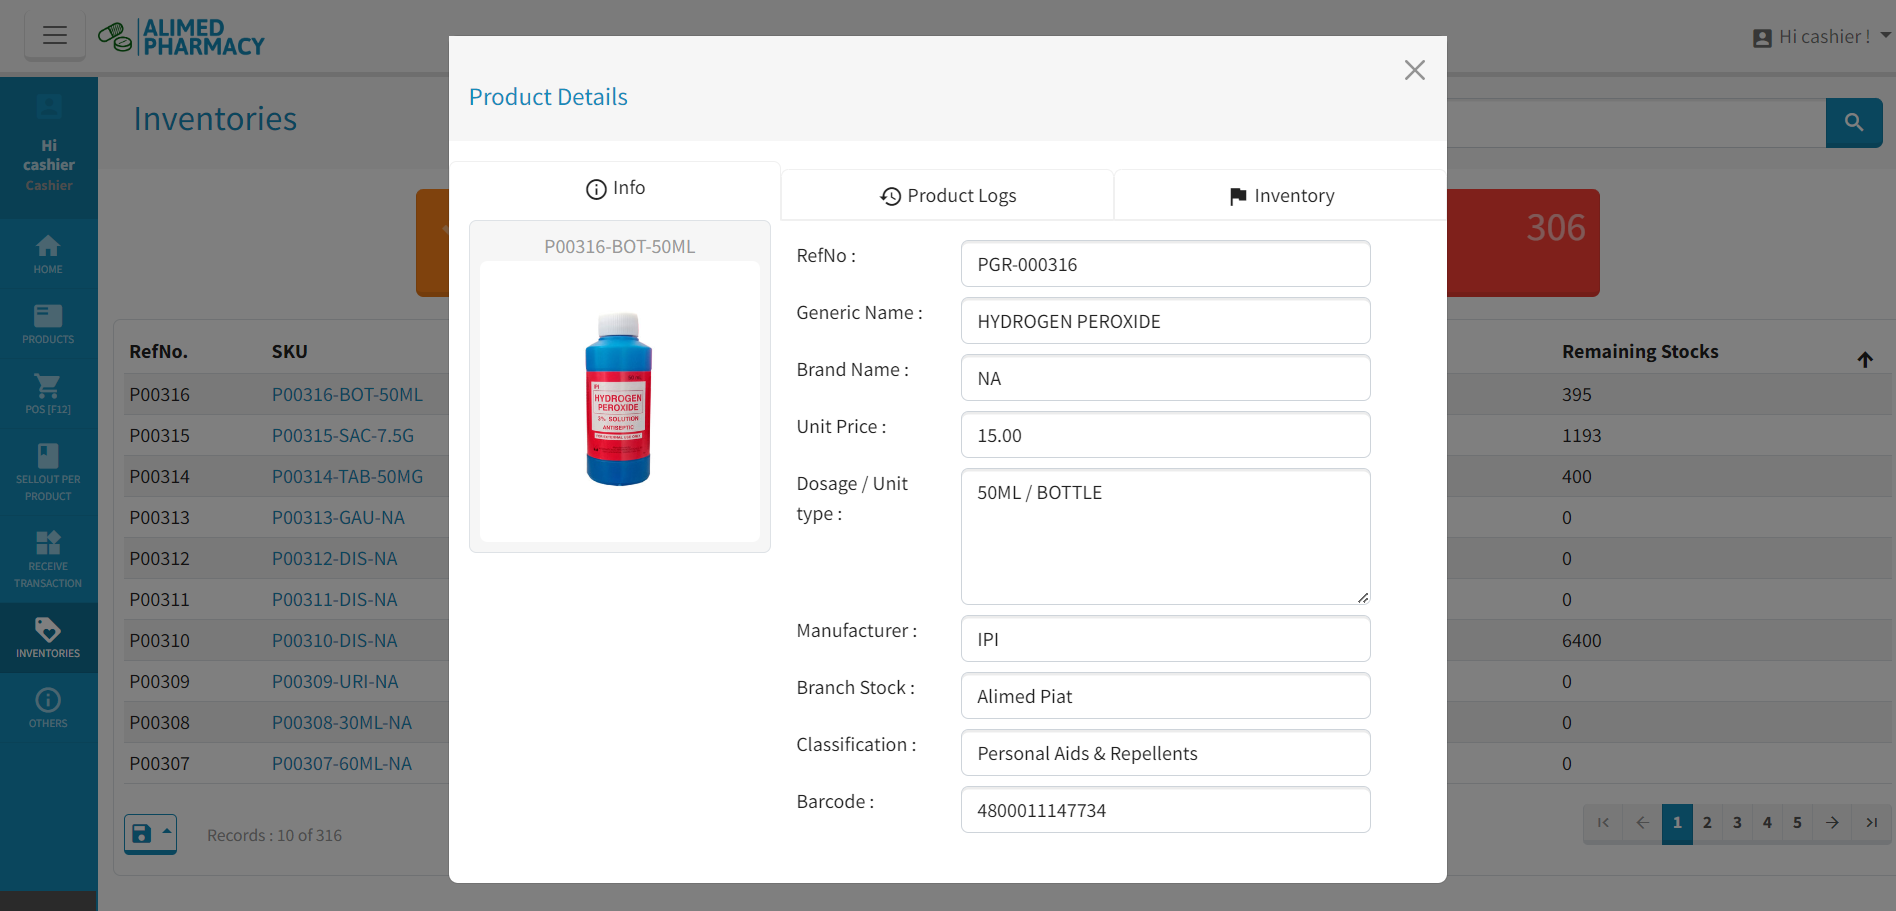 ALIMED
PHARMACY
Hi cashier !
Hi
cashier
Cashier
HOME
PRODUCTS
POS [F12]
SELLOUT PER
PRODUCT
RECEIVE
TRANSACTION
INVENTORIES
OTHERS
Inventories
306
RefNo.
SKU
Remaining Stocks
P00316
P00316-BOT-50ML
395
P00315
P00315-SAC-7.5G
1193
P00314
P00314-TAB-50MG
400
P00313
P00313-GAU-NA
0
P00312
P00312-DIS-NA
0
P00311
P00311-DIS-NA
0
P00310
P00310-DIS-NA
6400
P00309
P00309-URI-NA
0
P00308
P00308-30ML-NA
0
P00307
P00307-60ML-NA
0
Records : 10 of 316
1 2 3 4 5
Product Details
Info
Product Logs
Inventory
P00316-BOT-50ML
HYDROGEN
PEROXIDE
3% SOLUTION
ANTISEPTIC
RefNo :
PGR-000316
Generic Name :
HYDROGEN PEROXIDE
Brand Name :
NA
Unit Price :
15.00
Dosage / Unit
type :
50ML / BOTTLE
Manufacturer :
IPI
Branch Stock :
Alimed Piat
Classification :
Personal Aids & Repellents
Barcode :
4800011147734